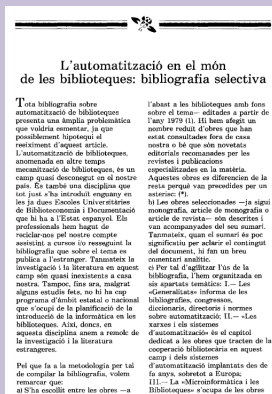 L'automatització en el món
de les biblioteques: bibliografia selectiva
Tota bibliografia sobre
automatització de biblioteques
presenta una àmplia problemàtica
que voldria esmentar, ja que
possiblement hipotequi el
reeiximent d'aquest article.
L'automatització de biblioteques,
anomenada en altre temps
mecanització de biblioteques, és un
camp quasi desconegut en el nostre
país. És també una disciplina que
tot just s'ha introduït enguany en
les ja dues Escoles Universitàries
de Biblioteconomia i Documentació
que hi ha a l'Estat espanyol. Els
professionals hem hagut de
reciclar-nos pel nostre compte
assistint a cursos i/o resseguint la
bibliografia que sobre el tema es
publica a l'estranger. Tanmateix la
investigació i la literatura en aquest
camp són quasi inexistents a casa
nostra. Tampoc, fins ara, malgrat
alguns estudis fets, no hi ha cap
programa d'àmbit estatal o nacional
que s'ocupi de la planificació de la
introducció de la informàtica en les
biblioteques. Així, doncs, en
aquesta disciplina anem a remolc de
la investigació i la literatura
estrangeres.
Pel que fa a la metodologia per tal
de compilar la bibliografia, volem
remarcar que:
a) S'ha escollit entre les obres —a
l'abast a les biblioteques amb fons
sobre el tema— editades a partir de
l'any 1979 (1). Hi hem afegit un
nombre reduït d'obres que han
estat consultades fora de casa
nostra o bé que són novetats
editorials recomanades per les
revistes i publicacions
especialitzades en la matèria.
Aquestes obres es diferencien de la
resta perquè van precedides per un
asterisc: (*).
b) Les obres seleccionades —ja sigui
monografia, article de monografia o
article de revista— són descrites i
van acompanyades del seu sumari.
Tanmateix, quan el sumari és poc
significatiu per aclarir el contingut
del document, hi fan un breu
comentari analític.
c) Per tal d'agilitzar l'ús de la
bibliografia, l'hem organitzada en
sis apartats temàtics: I.— Les
«Generalitats» informa de les
bibliografies, congressos,
diccionaris, directoris i normes
sobre automatització. II.— «Les
xarxes i els sistemes
d'automatització» és el capítol
dedicat a les obres que tracten de la
cooperació bibliotecària en aquest
camp i dels sistemes
d'automatització implantats des de
fa anys, sobretot a Europa;
III.— La «Microinformàtica i les
Biblioteques» s'ocupa de les obres